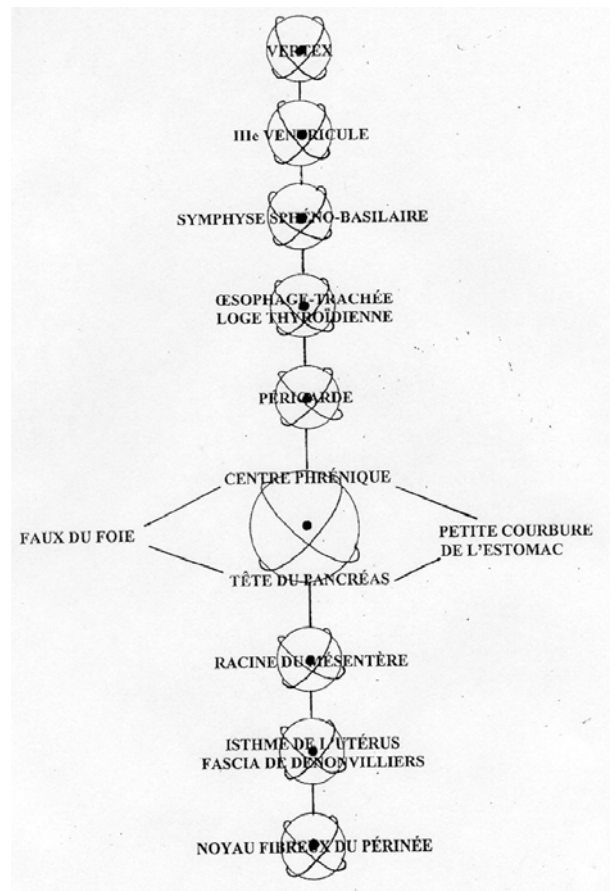 VERTEX
IIIe VENTRICULE
SYMPHYSE SPHÉNO-BASILAIRE
ŒSOPHAGE-TRACHÉE
LOGE THYROÏDIENNE
PÉRICARDE
CENTRE PHRÉNIQUE
FAUX DU FOIE
PETITE COURBURE
DE L'ESTOMAC
TÊTE DU PANCRÉAS
RACINE DU MÉSENTÈRE
ISTHME DE L'UTÉRUS
FASCIA DE DENONVILLIERS
NOYAU FIBREUX DU PÉRINÉE